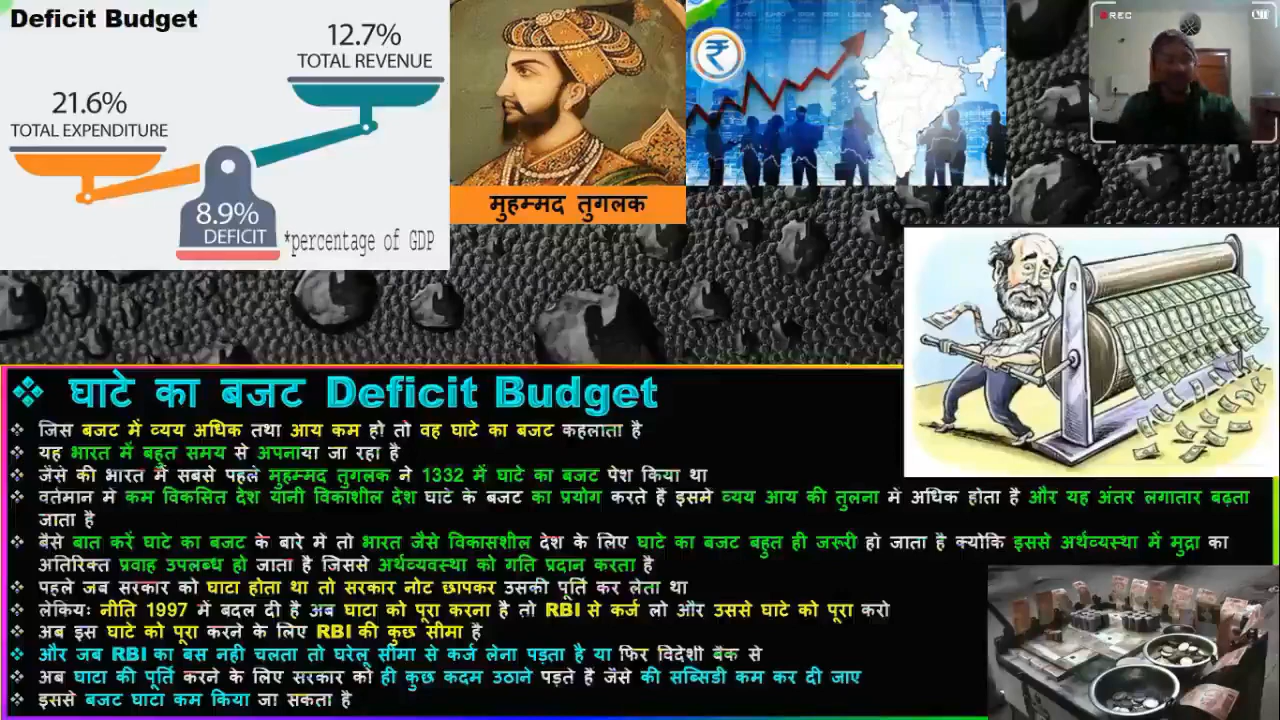 Deficit Budget
12.7%
TOTAL REVENUE
21.6%
TOTAL EXPENDITURE
8.9%
DEFICIT
*percentage of GDP
मुहम्मद तुगलक
REC
❖ घाटे का बजट Deficit Budget
❖ जिस बजट में व्यय अधिक तथा आय कम हो तो वह घाटे का बजट कहलाता है
❖ यह भारत में बहुत समय से अपनाया जा रहा है
❖ जैसे की भारत में सबसे पहले मुहम्मद तुगलक ने 1332 में घाटे का बजट पेश किया था
❖ वर्तमान में कम विकसित देश यानी विकाशील देश घाटे के बजट का प्रयोग करते हैं इसमें व्यय आय की तुलना में अधिक होता है और यह अंतर लगातार बढ़ता
जाता है
❖ बैसे बात करें घाटे का बजट के बारे में तो भारत जैसे विकासशील देश के लिए घाटे का बजट बहुत ही जरूरी हो जाता है क्योंकि इससे अर्थव्यस्था में मुद्रा का
अतिरिक्त प्रवाह उपलब्ध हो जाता है जिससे अर्थव्यवस्था को गति प्रदान करता है
❖ पहले जब सरकार को घाटा होता था तो सरकार नोट छापकर उसकी पूर्ति कर लेता था
❖ लेकियः नीति 1997 में बदल दी है अब घाटा को पूरा करना है तो RBI से कर्ज लो और उससे घाटे को पूरा करो
❖ अब इस घाटे को पूरा करने के लिए RBI की कुछ सीमा है
❖ और जब RBI का बस नही चलता तो घरेलू सीमा से कर्ज लेना पड़ता है या फिर विदेशी बैंक से
❖ अब घाटा की पूर्ति करने के लिए सरकार को ही कुछ कदम उठाने पड़ते हैं जैसे की सब्सिडी कम कर दी जाए
❖ इससे बजट घाटा कम किया जा सकता है